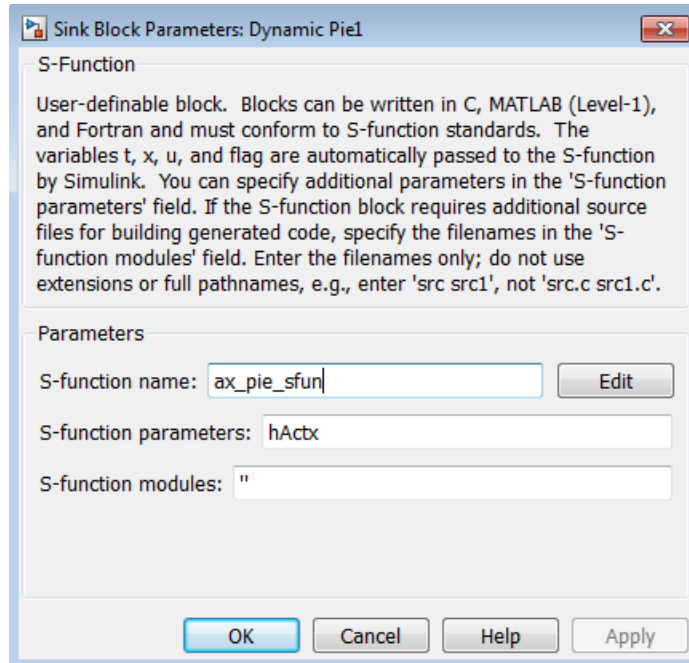 Sink Block Parameters: Dynamic Pie1
S-Function
User-definable block.  Blocks can be written in C, MATLAB (Level-1),
and Fortran and must conform to S-function standards.  The
variables t, x, u, and flag are automatically passed to the S-function
by Simulink.  You can specify additional parameters in the 'S-function
parameters' field. If the S-function block requires additional source
files for building generated code, specify the filenames in the 'S-
function modules' field. Enter the filenames only; do not use
extensions or full pathnames, e.g., enter 'src src1', not 'src.c src1.c'.
Parameters
S-function name: ax_pie_sfun Edit
S-function parameters: hActx
S-function modules: ''
OK Cancel Help Apply